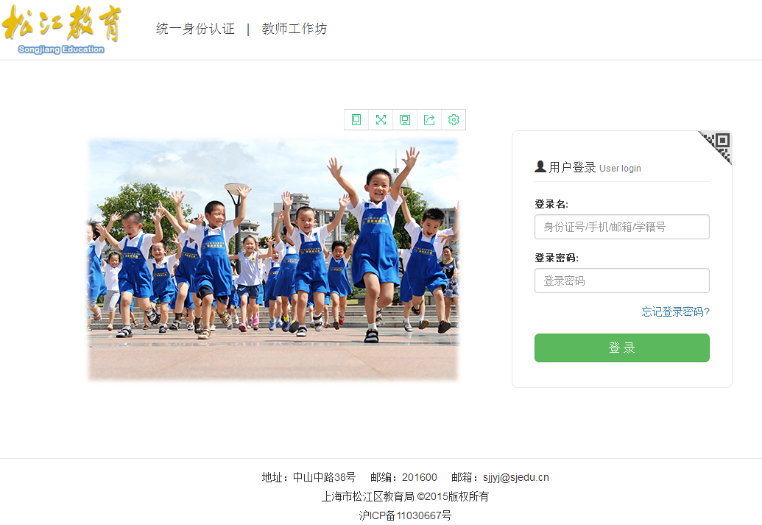 松江教育
Songjiang Education
统一身份认证 | 教师工作坊
用户登录 User login
登录名:
身份证号/手机/邮箱/学籍号
登录密码:
登录密码
忘记登录密码?
登 录
地址：中山中路38号 邮编：201600 邮箱：sjjyj@sjedu.cn
上海市松江区教育局 ©2015版权所有
沪ICP备11030667号